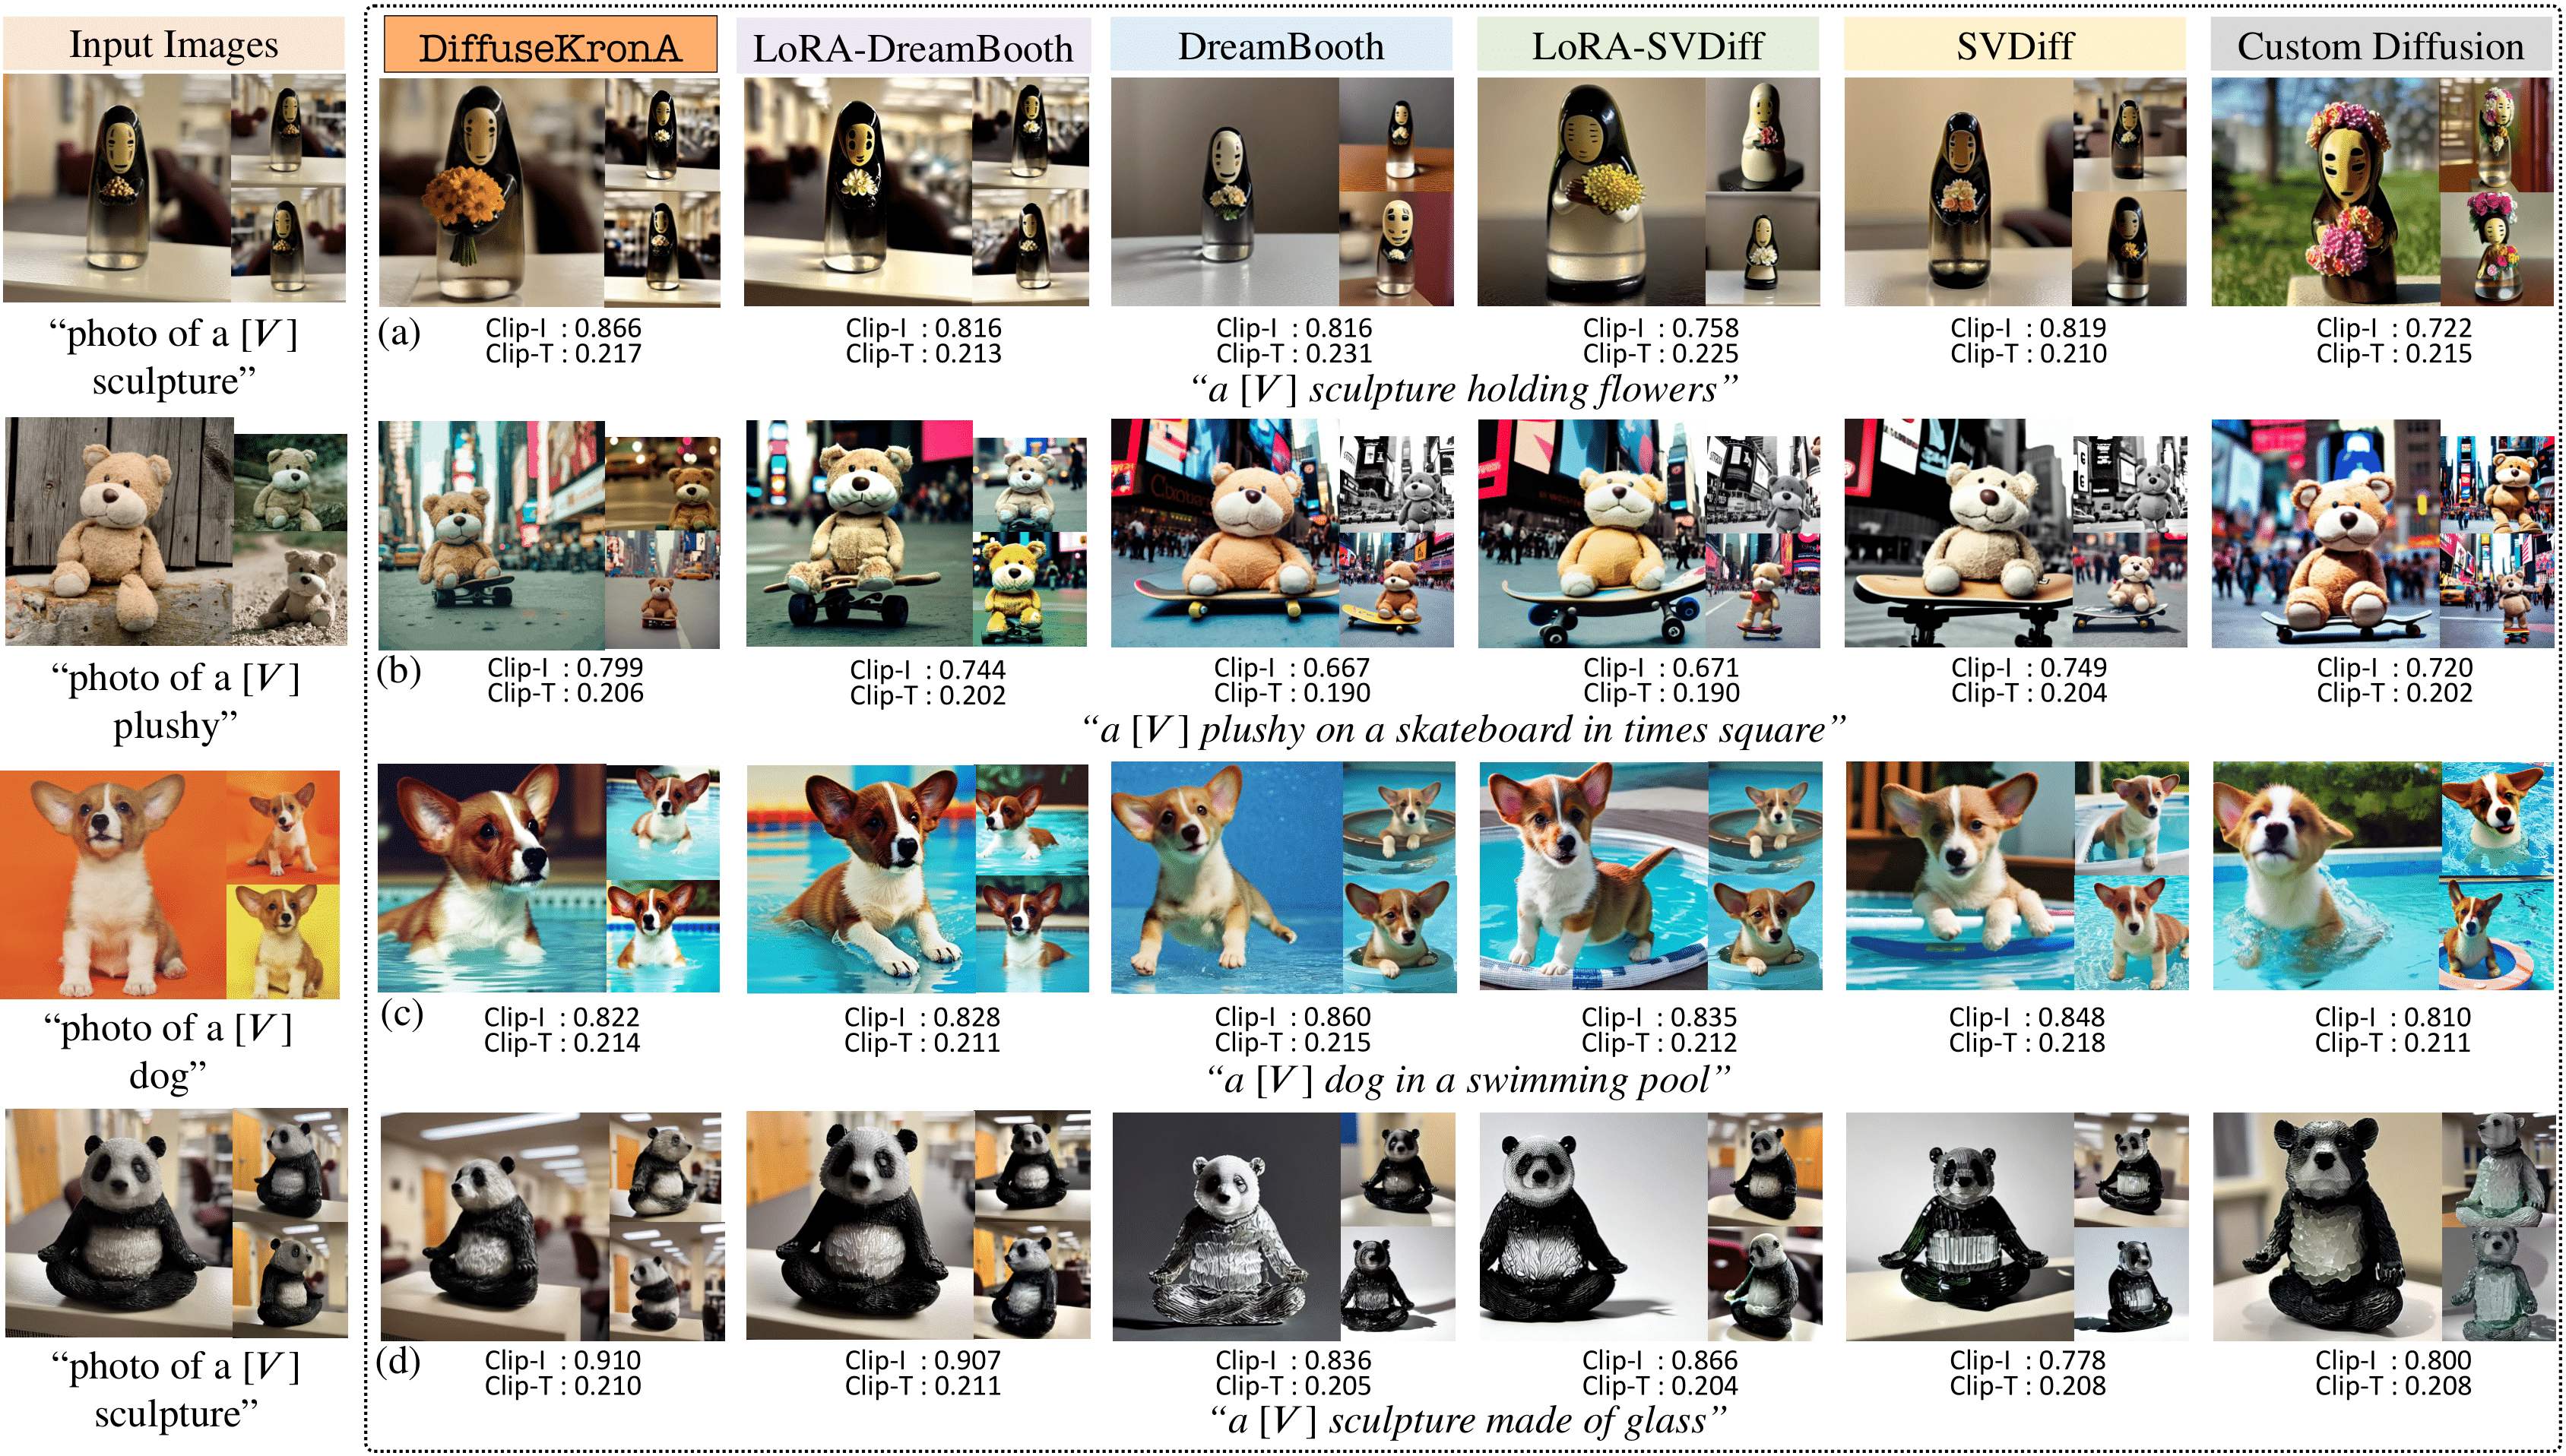 Input Images
DiffuseKronA
LoRA-DreamBooth
DreamBooth
LoRA-SVDiff
SVDiff
Custom Diffusion
“photo of a [V]
sculpture”
(a)
Clip-I : 0.866
Clip-T : 0.217
Clip-I : 0.816
Clip-T : 0.213
Clip-I : 0.816
Clip-T : 0.231
Clip-I : 0.758
Clip-T : 0.225
Clip-I : 0.819
Clip-T : 0.210
Clip-I : 0.722
Clip-T : 0.215
“a [V] sculpture holding flowers”
“photo of a [V]
plushy”
(b)
Clip-I : 0.799
Clip-T : 0.206
Clip-I : 0.744
Clip-T : 0.202
Clip-I : 0.667
Clip-T : 0.190
Clip-I : 0.671
Clip-T : 0.190
Clip-I : 0.749
Clip-T : 0.204
Clip-I : 0.720
Clip-T : 0.202
“a [V] plushy on a skateboard in times square”
“photo of a [V]
dog”
(c)
Clip-I : 0.822
Clip-T : 0.214
Clip-I : 0.828
Clip-T : 0.211
Clip-I : 0.860
Clip-T : 0.215
Clip-I : 0.835
Clip-T : 0.212
Clip-I : 0.848
Clip-T : 0.218
Clip-I : 0.810
Clip-T : 0.211
“a [V] dog in a swimming pool”
“photo of a [V]
sculpture”
(d)
Clip-I : 0.910
Clip-T : 0.210
Clip-I : 0.907
Clip-T : 0.211
Clip-I : 0.836
Clip-T : 0.205
Clip-I : 0.866
Clip-T : 0.204
Clip-I : 0.778
Clip-T : 0.208
Clip-I : 0.800
Clip-T : 0.208
“a [V] sculpture made of glass”